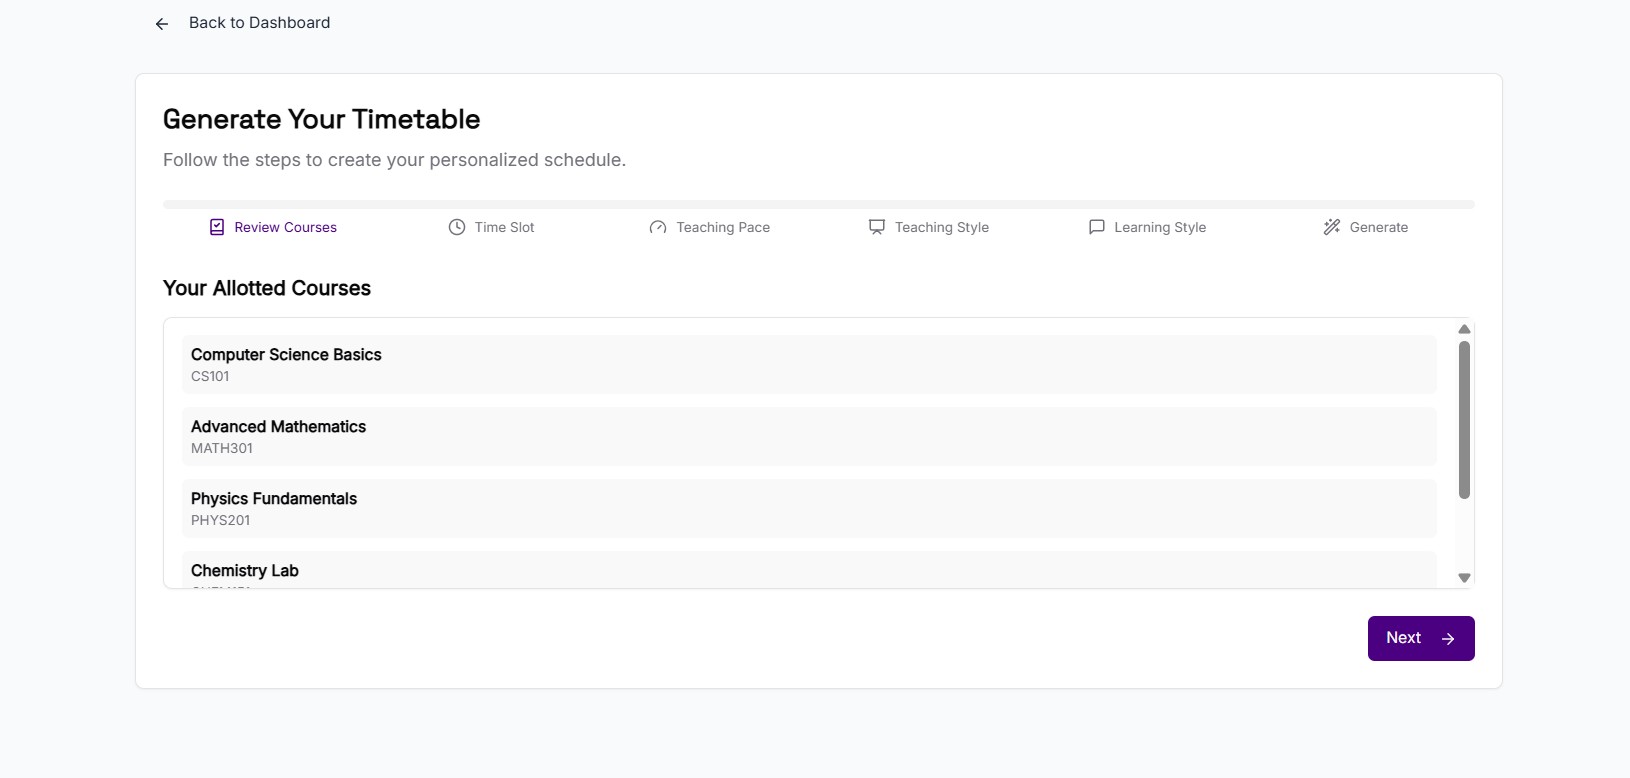 Back to Dashboard
Generate Your Timetable
Follow the steps to create your personalized schedule.
Review Courses
Time Slot
Teaching Pace
Teaching Style
Learning Style
Generate
Your Allotted Courses
Computer Science Basics
CS101
Advanced Mathematics
MATH301
Physics Fundamentals
PHYS201
Chemistry Lab
Next